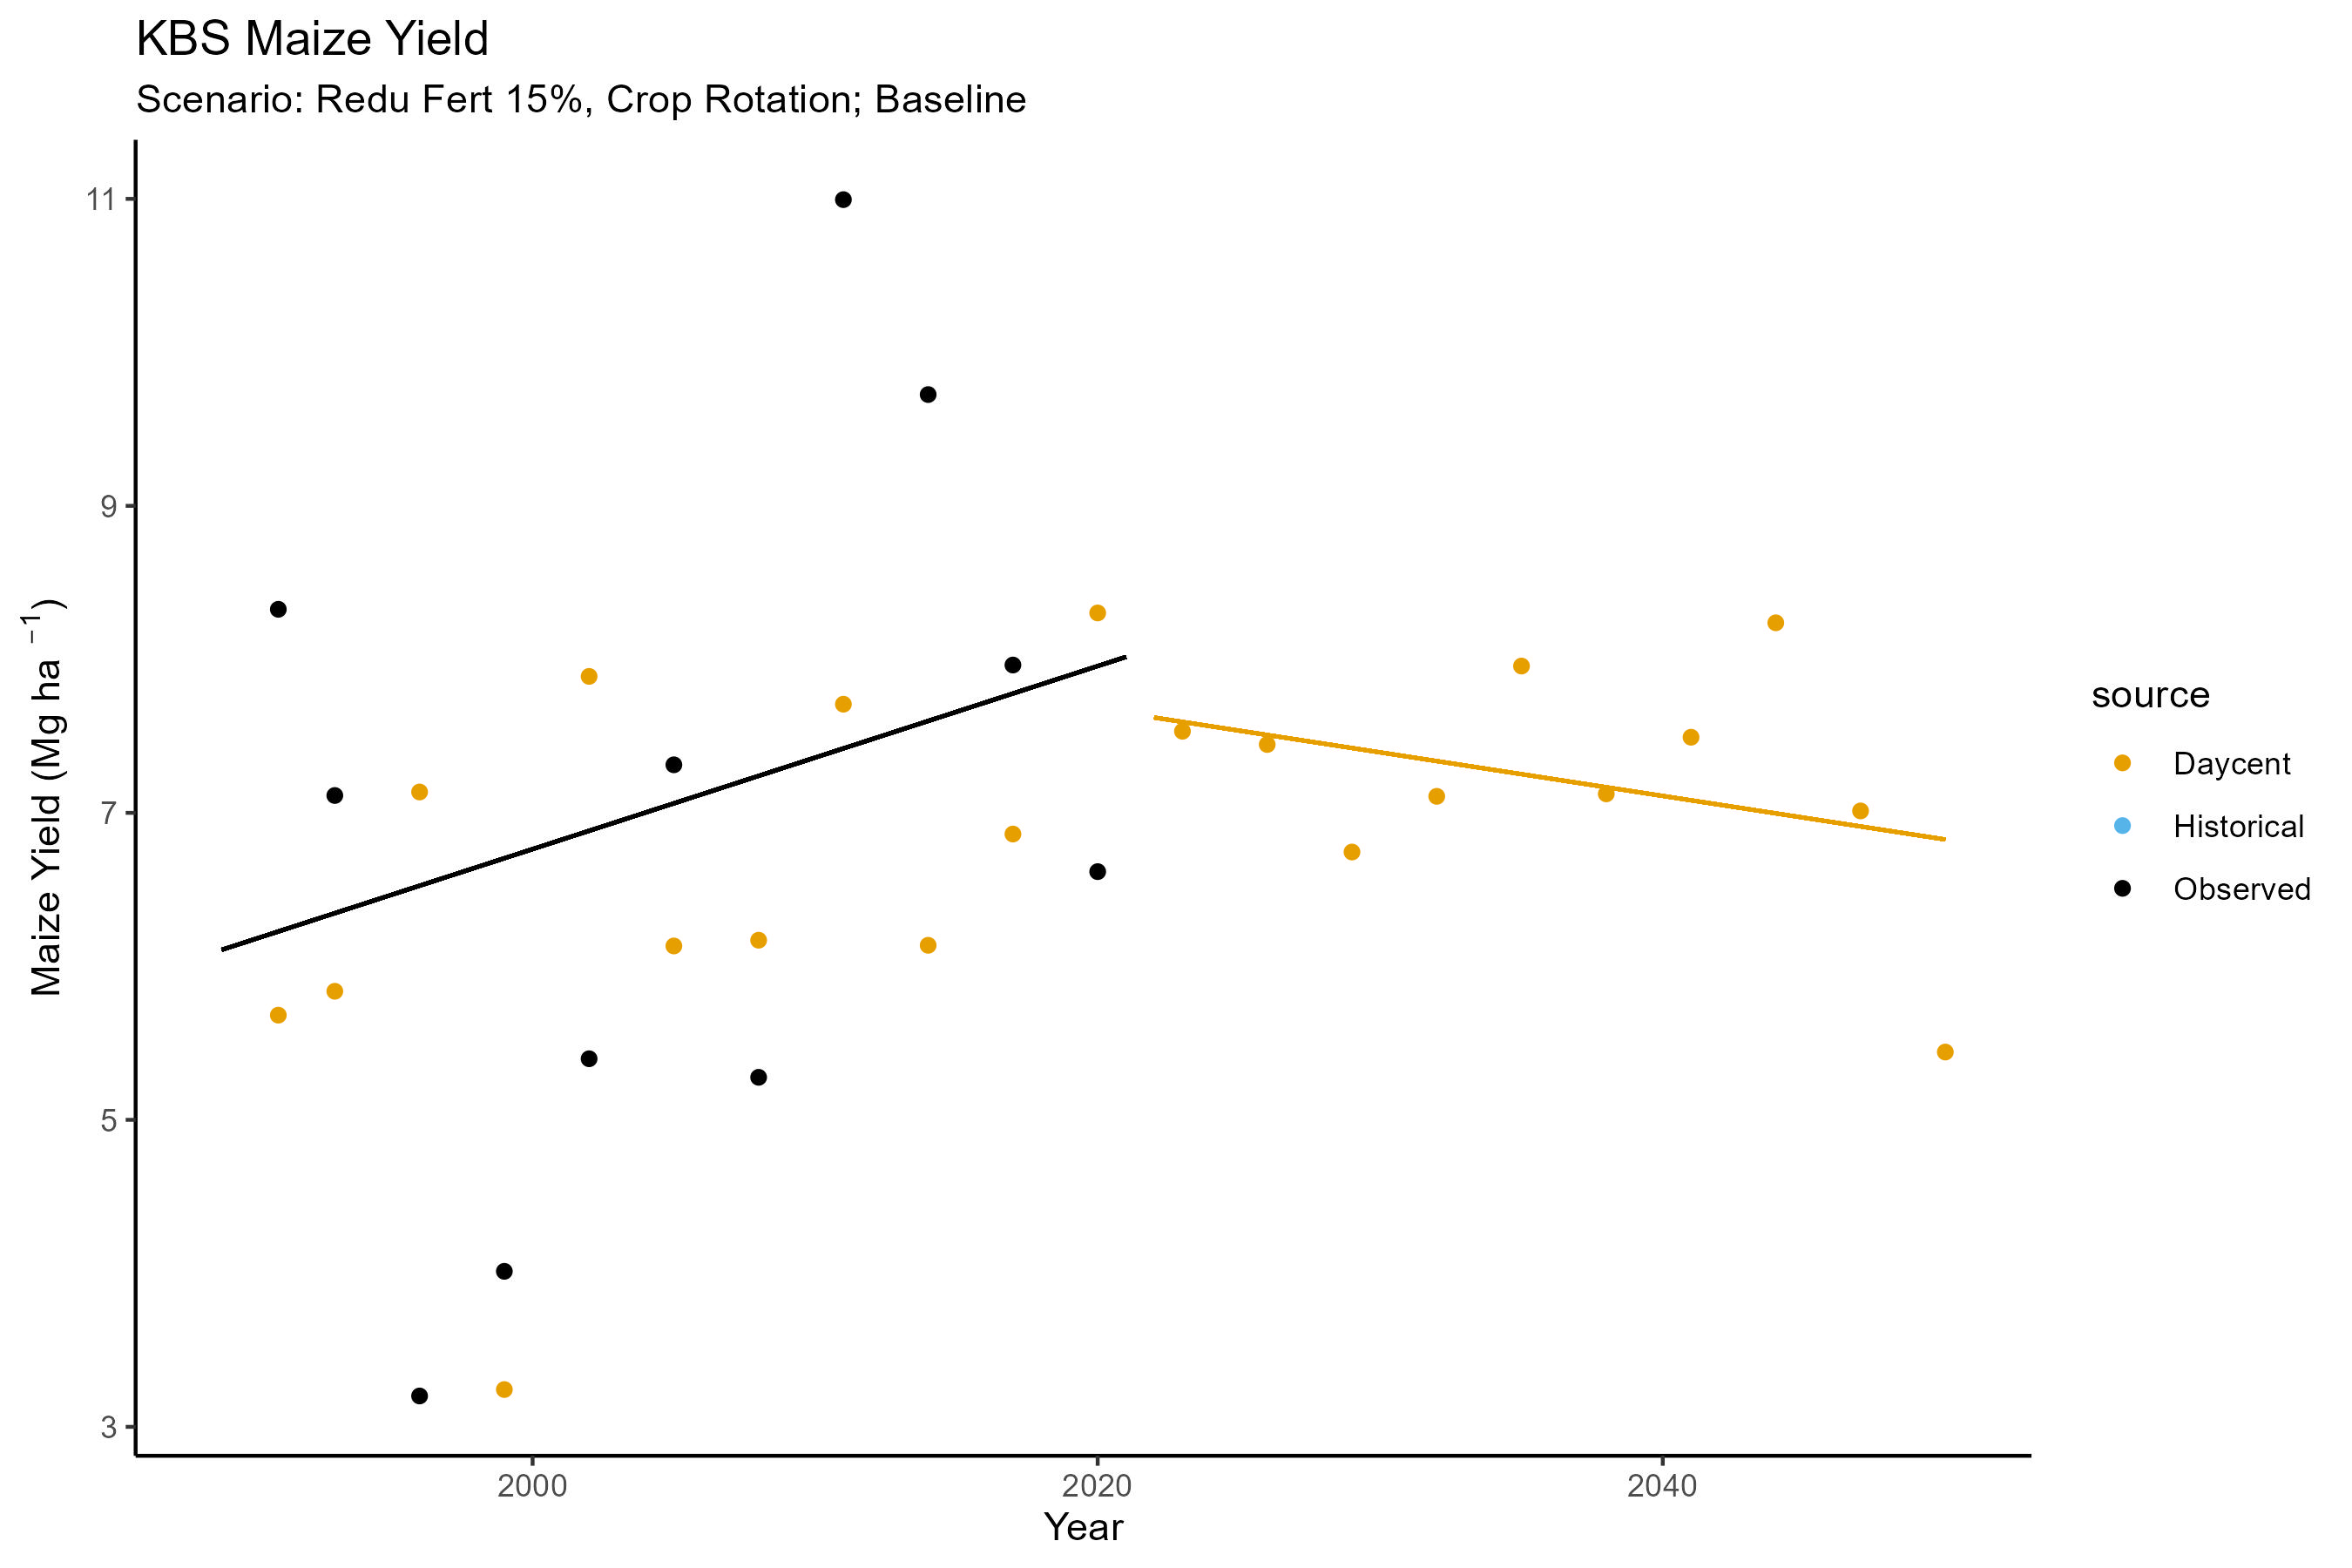 KBS Maize Yield
Scenario: Redu Fert 15%, Crop Rotation; Baseline
11
9
7
5
3
Maize Yield (Mg ha ⁻¹)
2000
2020
2040
Year
source
Daycent
Historical
Observed